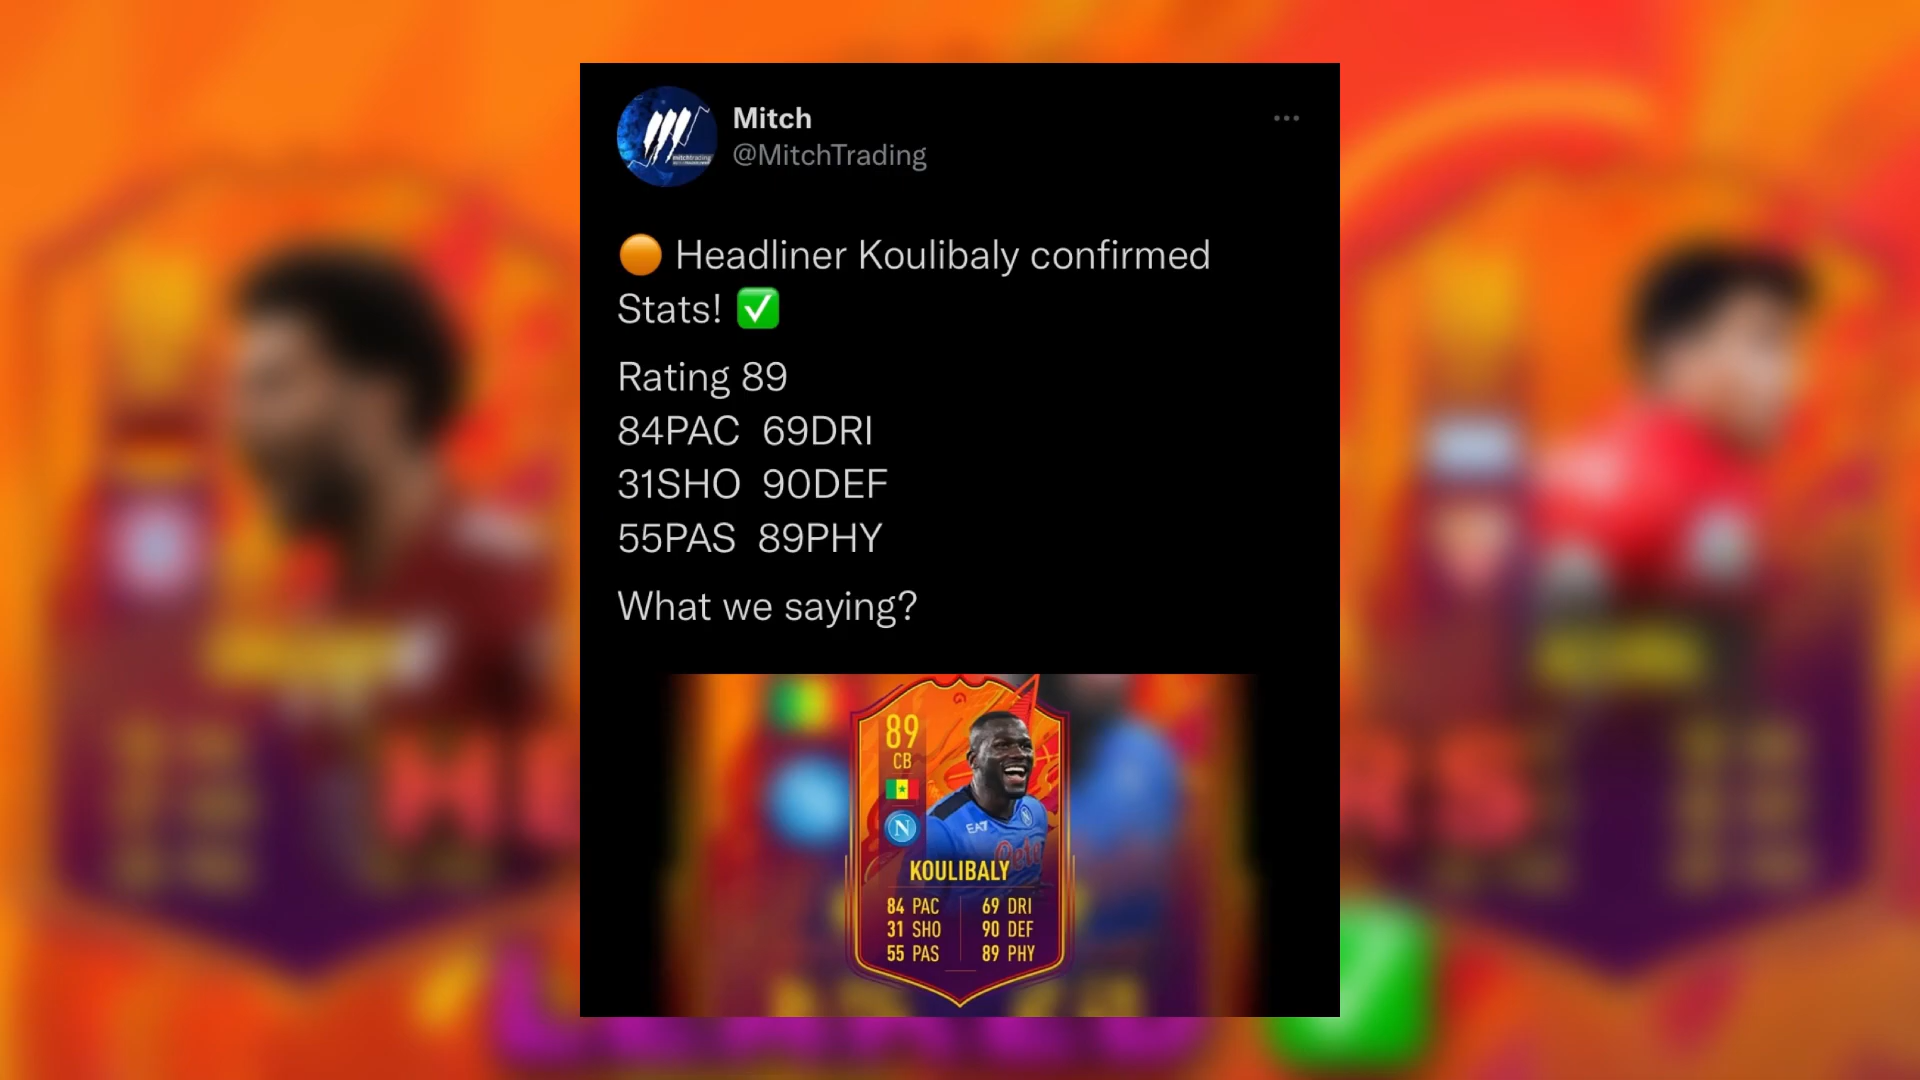 Mitch
@MitchTrading
🟠 Headliner Koulibaly confirmed
Stats! ✅
Rating 89
84PAC 69DRI
31SHO 90DEF
55PAS 89PHY
What we saying?
89
CB
N
EA7
KOULIBALY
84 PAC 69 DRI
31 SHO 90 DEF
55 PAS 89 PHY